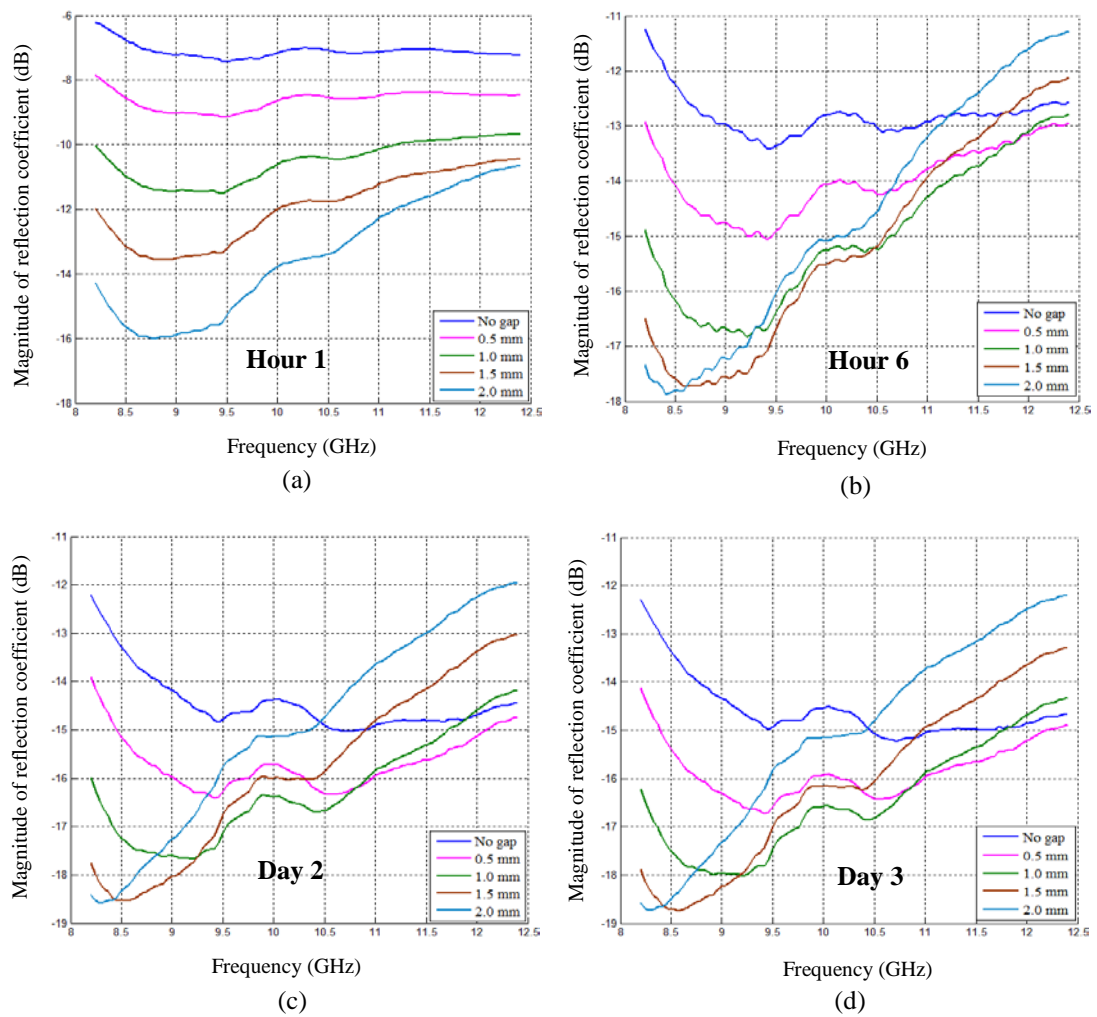 Magnitude of reflection coefficient (dB)
-6
-8
-10
-12
-14
-16
-18
8
8.5
9
9.5
10
10.5
11
11.5
12
12.5
No gap
0.5 mm
1.0 mm
1.5 mm
2.0 mm
Hour 1
Frequency (GHz)
(a)
Magnitude of reflection coefficient (dB)
-11
-12
-13
-14
-15
-16
-17
-18
8
8.5
9
9.5
10
10.5
11
11.5
12
12.5
No gap
0.5 mm
1.0 mm
1.5 mm
2.0 mm
Hour 6
Frequency (GHz)
(b)
Magnitude of reflection coefficient (dB)
-11
-12
-13
-14
-15
-16
-17
-18
-19
8
8.5
9
9.5
10
10.5
11
11.5
12
12.5
No gap
0.5 mm
1.0 mm
1.5 mm
2.0 mm
Day 2
Frequency (GHz)
(c)
Magnitude of reflection coefficient (dB)
-11
-12
-13
-14
-15
-16
-17
-18
-19
8
8.5
9
9.5
10
10.5
11
11.5
12
12.5
No gap
0.5 mm
1.0 mm
1.5 mm
2.0 mm
Day 3
Frequency (GHz)
(d)